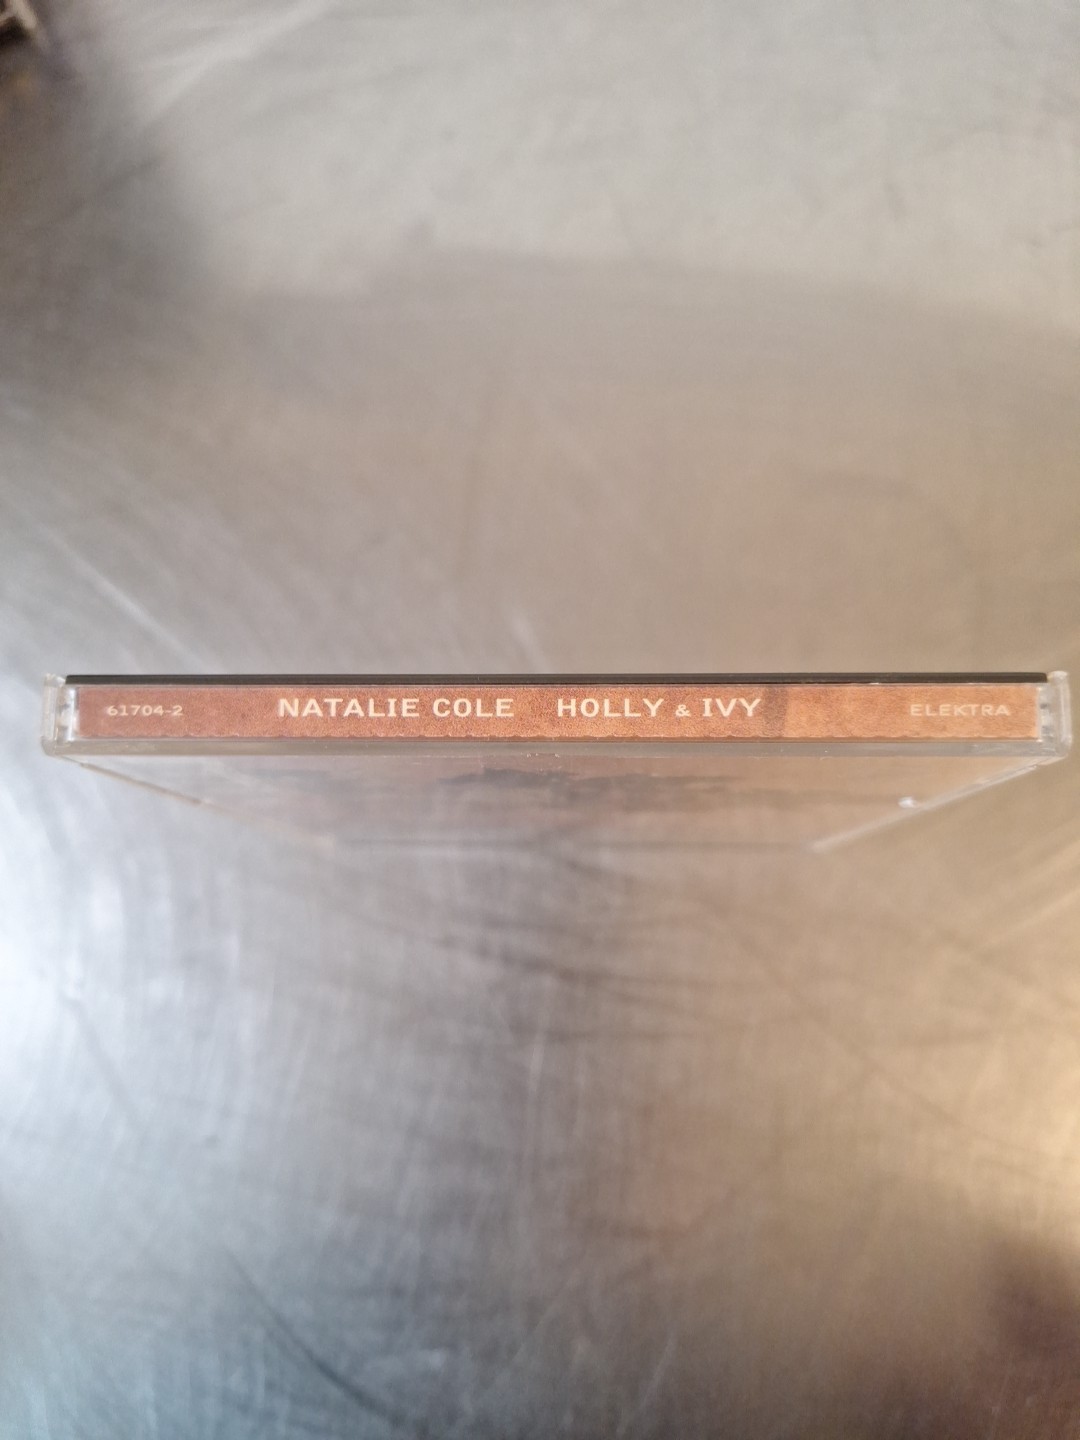 61704-2 NATALIE COLE HOLLY & IVY ELEKTRA